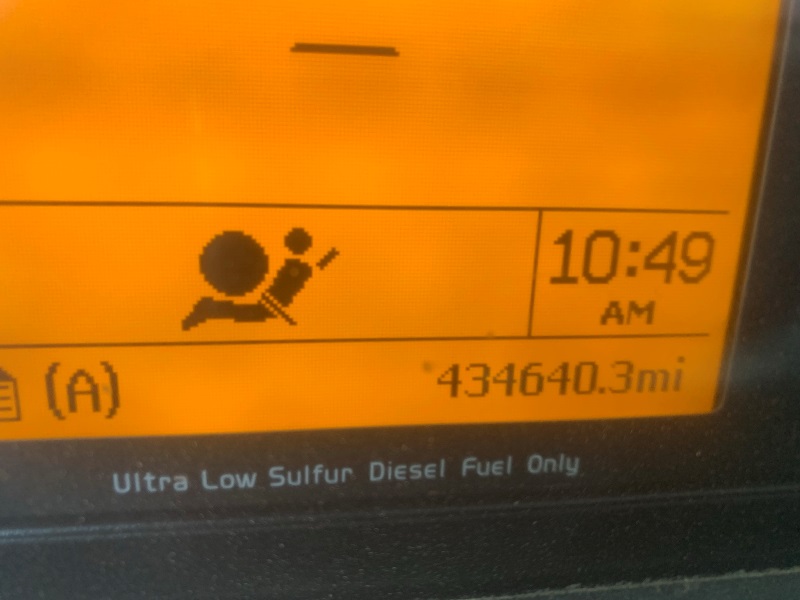 10:49
AM
(A)
434640.3mi
Ultra Low Sulfur Diesel Fuel Only